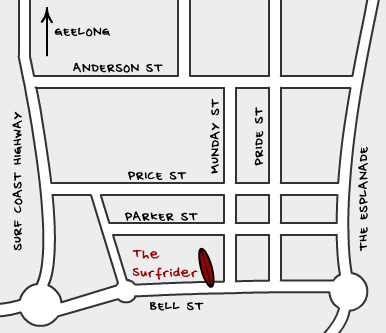 GEELONG
ANDERSON ST
SURF COAST HIGHWAY
MUNDAY ST
PRIDE ST
THE ESPLANADE
PRICE ST
PARKER ST
The
Surfrider
BELL ST